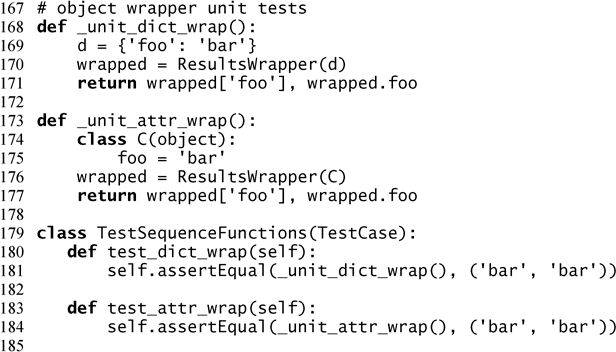 167 # object wrapper unit tests
168 def _unit_dict_wrap():
169     d = {'foo': 'bar'}
170     wrapped = ResultsWrapper(d)
171     return wrapped['foo'], wrapped.foo
172
173 def _unit_attr_wrap():
174     class C(object):
175         foo = 'bar'
176     wrapped = ResultsWrapper(C)
177     return wrapped['foo'], wrapped.foo
178
179 class TestSequenceFunctions(TestCase):
180    def test_dict_wrap(self):
181        self.assertEqual(_unit_dict_wrap(), ('bar', 'bar'))
182
183    def test_attr_wrap(self):
184        self.assertEqual(_unit_attr_wrap(), ('bar', 'bar'))
185